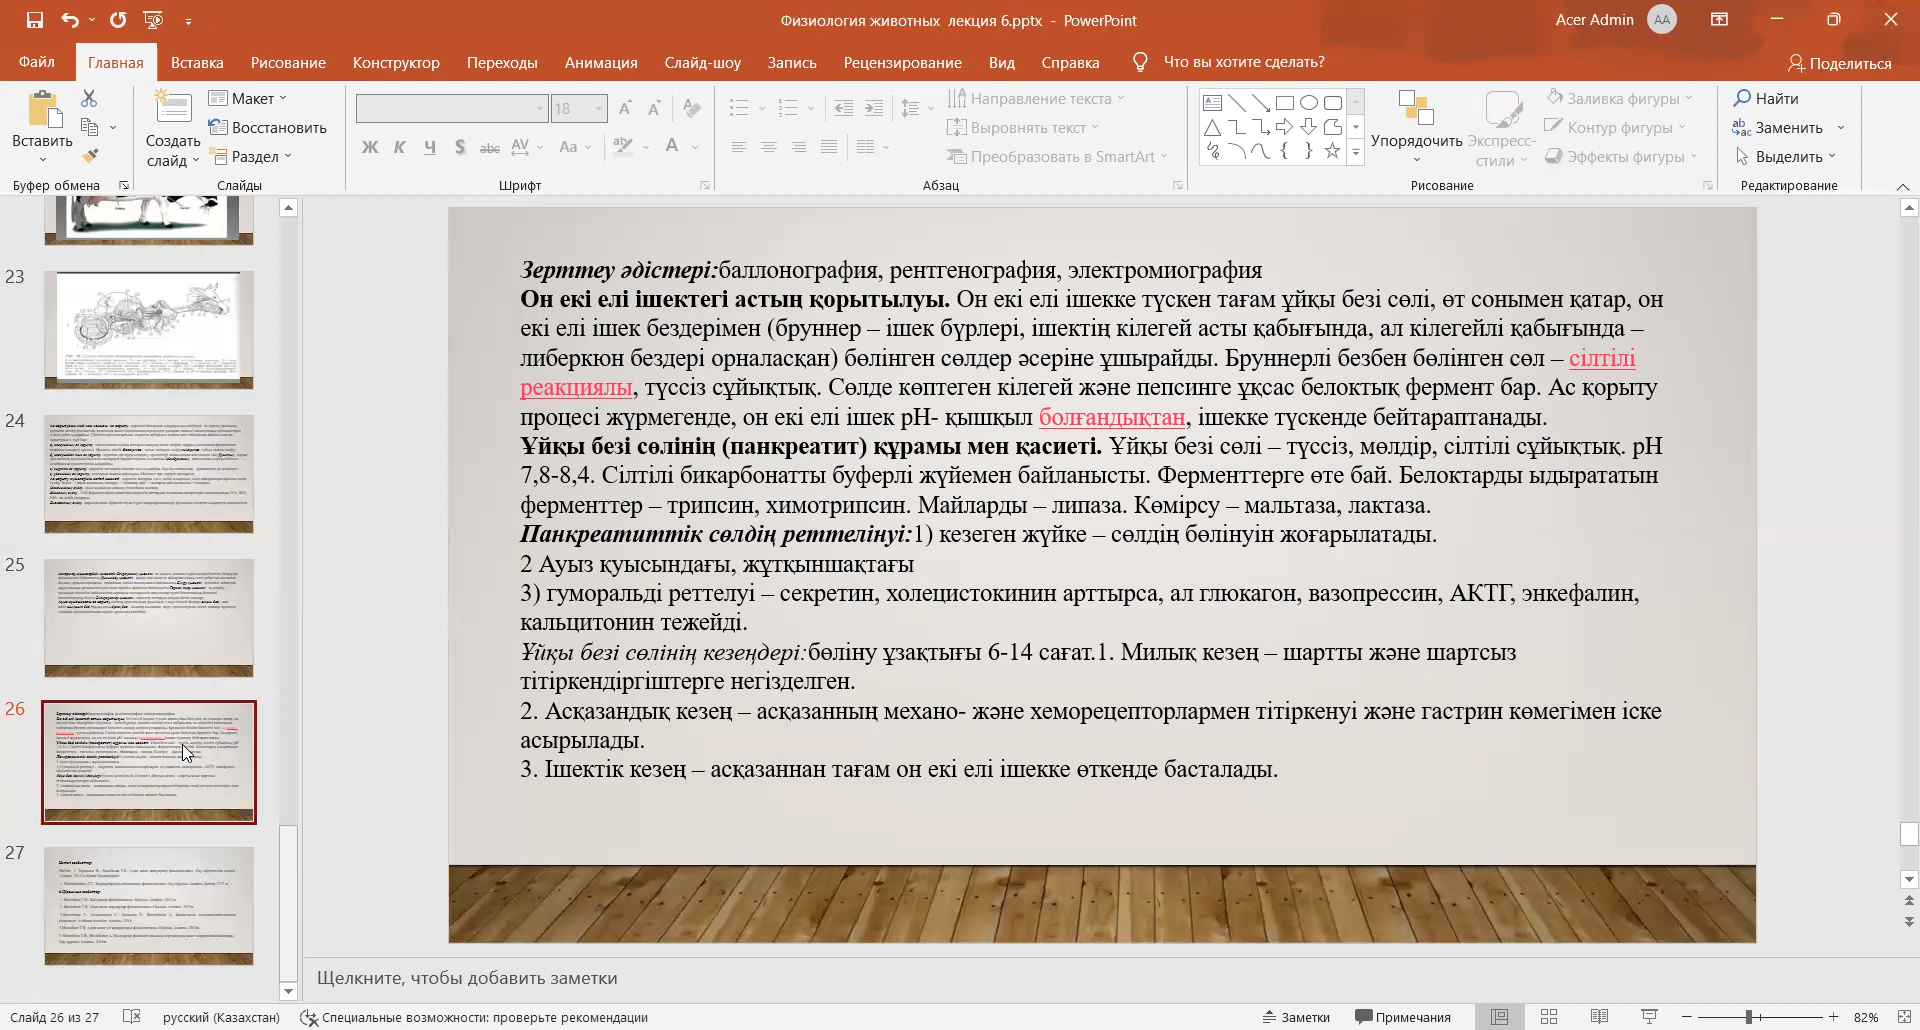 Физиология животных лекция 6.pptx - PowerPoint
Acer Admin
AA
Файл Главная Вставка Рисование Конструктор Переходы Анимация Слайд-шоу Запись Рецензирование Вид Справка Что вы хотите сделать? Поделиться
Вставить
Буфер обмена
Создать слайд
Макет
Восстановить
Раздел
Слайды
18
Ж К Ч S abc AV Aa А
Шрифт
Направление текста
Выровнять текст
Преобразовать в SmartArt
Абзац
Упорядочить
Экспресс-стили
Заливка фигуры
Контур фигуры
Эффекты фигуры
Рисование
Найти
Заменить
Выделить
Редактирование
23
24
25
26
27
Зерттеу әдістері:баллонография, рентгенография, электромиография
Он екі елі ішектегі астың қорытылуы. Он екі елі ішекке түскен тағам ұйқы безі сөлі, өт сонымен қатар, он
екі елі ішек бездерімен (бруннер – ішек бүрлері, ішектің кілегей асты қабығында, ал кілегейлі қабығында –
либеркюн бездері орналасқан) бөлінген сөлдер әсеріне ұшырайды. Бруннерлі безбен бөлінген сөл – сілтілі
реакциялы, түссіз сұйықтық. Сөлде көптеген кілегей және пепсинге ұқсас белоктық фермент бар. Ас қорыту
процесі жүрмегенде, он екі елі ішек рН- қышқыл болғандықтан, ішекке түскенде бейтараптанады.
Ұйқы безі сөлінің (панкреатит) құрамы мен қасиеті. Ұйқы безі сөлі – түссіз, мөлдір, сілтілі сұйықтық. рН
7,8-8,4. Сілтілі бикарбонатты буферлі жүйемен байланысты. Ферменттерге өте бай. Белоктарды ыдырататын
ферменттер – трипсин, химотрипсин. Майларды – липаза. Көмірсу – мальтаза, лактаза.
Панкреатиттік сөлдің реттелінуі:1) кезеген жүйке – сөлдің бөлінуін жоғарылатады.
2 Ауыз қуысындағы, жұтқыншақтағы
3) гуморальді реттелуі – секретин, холецистокинин арттырса, ал глюкагон, вазопрессин, АКТГ, энкефалин,
кальцитонин тежейді.
Ұйқы безі сөлінің кезеңдері:бөліну ұзақтығы 6-14 сағат.1. Милық кезең – шартты және шартсыз
тітіркендіргіштерге негізделген.
2. Асқазандық кезең – асқазанның механо- және хеморецепторлармен тітіркенуі және гастрин көмегімен іске
асырылады.
3. Ішектік кезең – асқазаннан тағам он екі елі ішекке өткенде басталады.
Щелкните, чтобы добавить заметки
Слайд 26 из 27
русский (Казахстан)
Специальные возможности: проверьте рекомендации
Заметки
Примечания
82%